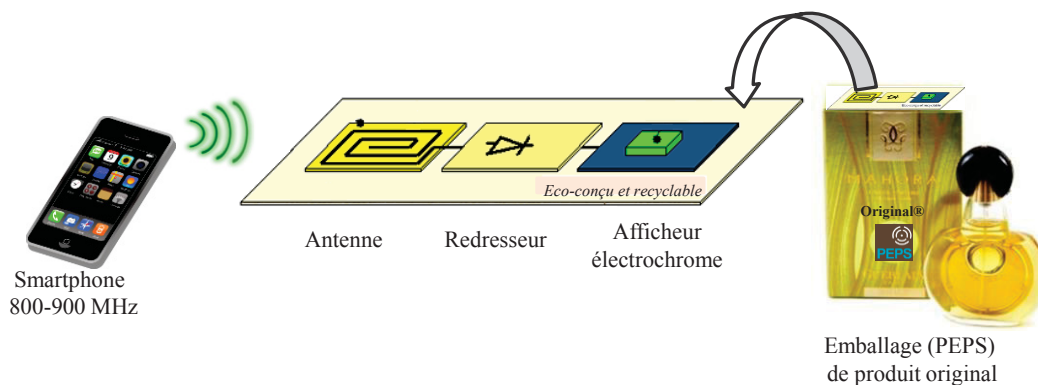 Eco-conçu et recyclable
Antenne
Redresseur
Afficheur
électrochrome
Smartphone
800-900 MHz
MAHORA
Original®
PEPS
Emballage (PEPS)
de produit original